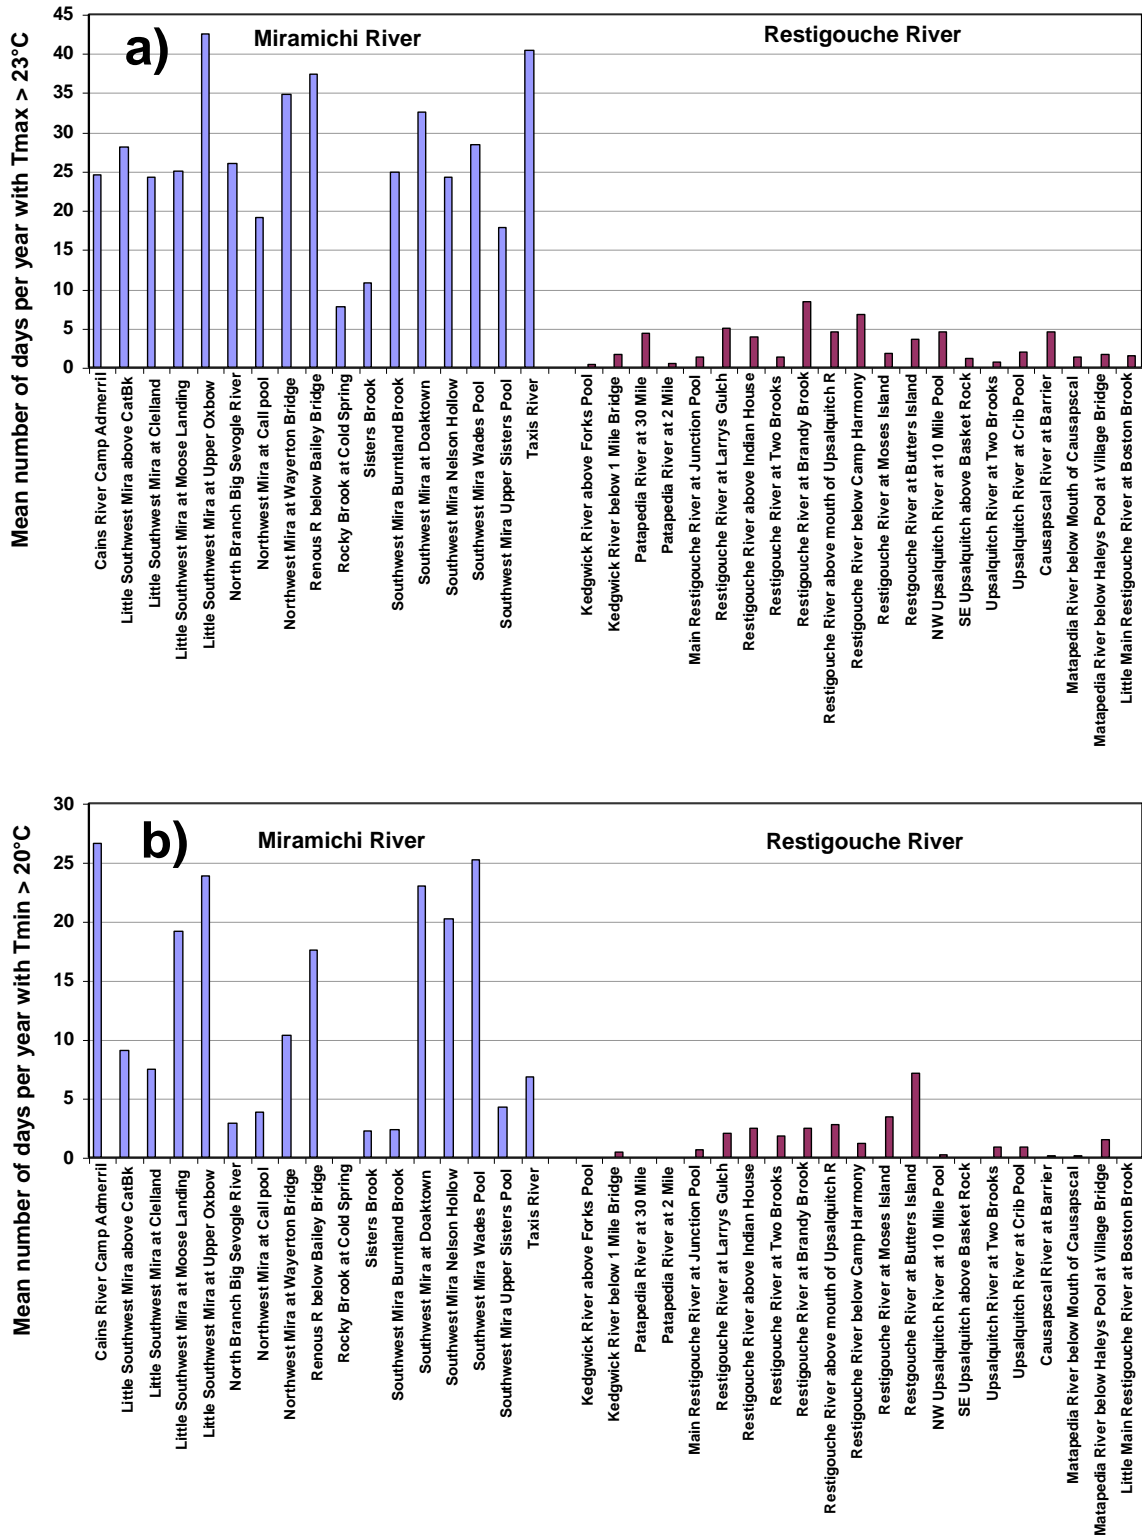 a)
Miramichi River
Restigouche River
Mean number of days per year with Tmax > 23°C
45
40
35
30
25
20
15
10
5
0
Cains River Camp Admerril
Little Southwest Mira above CatBk
Little Southwest Mira at Clelland
Little Southwest Mira at Moose Landing
Little Southwest Mira at Upper Oxbow
North Branch Big Sevogle River
Northwest Mira at Call pool
Northwest Mira at Wayerton Bridge
Renous R below Bailey Bridge
Rocky Brook at Cold Spring
Sisters Brook
Southwest Mira Burntland Brook
Southwest Mira at Doaktown
Southwest Mira Nelson Hollow
Southwest Mira Wades Pool
Southwest Mira Upper Sisters Pool
Taxis River
Kedgwick River above Forks Pool
Kedgwick River below 1 Mile Bridge
Patapedia River at 30 Mile
Patapedia River at 2 Mile
Main Restigouche River at Junction Pool
Restigouche River at Larrys Gulch
Restigouche River above Indian House
Restigouche River at Two Brooks
Restigouche River at Brandy Brook
Restigouche River above mouth of Upsalquitch R
Restigouche River below Camp Harmony
Restigouche River at Moses Island
Restgouche River at Butters Island
NW Upsalquitch River at 10 Mile Pool
SE Upsalquitch above Basket Rock
Upsalquitch River at Two Brooks
Upsalquitch River at Crib Pool
Causapscal River at Barrier
Matapedia River below Mouth of Causapscal
Matapedia River below Haleys Pool at Village Bridge
Little Main Restigouche River at Boston Brook
b)
Miramichi River
Restigouche River
Mean number of days per year with Tmin > 20°C
30
25
20
15
10
5
0
Cains River Camp Admerril
Little Southwest Mira above CatBk
Little Southwest Mira at Clelland
Little Southwest Mira at Moose Landing
Little Southwest Mira at Upper Oxbow
North Branch Big Sevogle River
Northwest Mira at Call pool
Northwest Mira at Wayerton Bridge
Renous R below Bailey Bridge
Rocky Brook at Cold Spring
Sisters Brook
Southwest Mira Burntland Brook
Southwest Mira at Doaktown
Southwest Mira Nelson Hollow
Southwest Mira Wades Pool
Southwest Mira Upper Sisters Pool
Taxis River
Kedgwick River above Forks Pool
Kedgwick River below 1 Mile Bridge
Patapedia River at 30 Mile
Patapedia River at 2 Mile
Main Restigouche River at Junction Pool
Restigouche River at Larrys Gulch
Restigouche River above Indian House
Restigouche River at Two Brooks
Restigouche River at Brandy Brook
Restigouche River above mouth of Upsalquitch R
Restigouche River below Camp Harmony
Restigouche River at Moses Island
Restgouche River at Butters Island
NW Upsalquitch River at 10 Mile Pool
SE Upsalquitch above Basket Rock
Upsalquitch River at Two Brooks
Upsalquitch River at Crib Pool
Causapscal River at Barrier
Matapedia River below Mouth of Causapscal
Matapedia River below Haleys Pool at Village Bridge
Little Main Restigouche River at Boston Brook